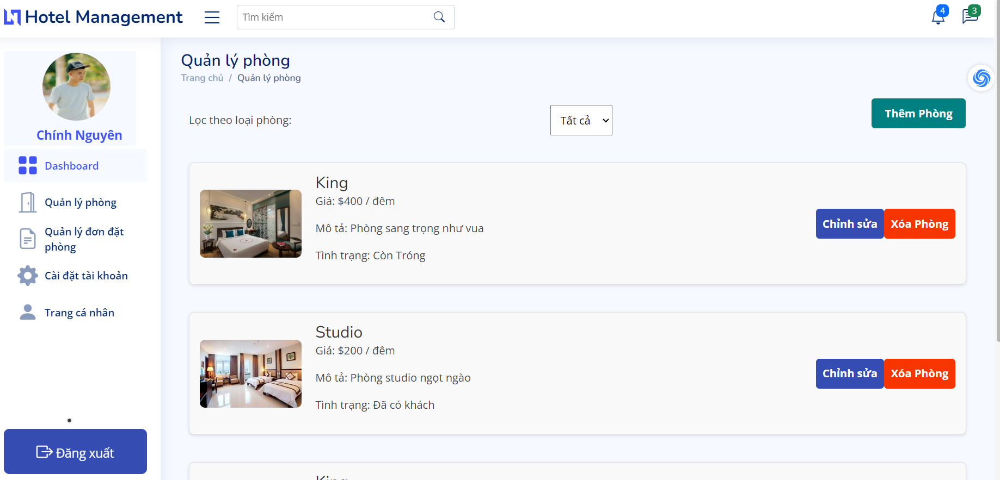 Hotel Management
Tìm kiếm
4
3
Chính Nguyên
Dashboard
Quản lý phòng
Quản lý đơn đặt
phòng
Cài đặt tài khoản
Trang cá nhân
Đăng xuất
Quản lý phòng
Trang chủ / Quản lý phòng
Lọc theo loại phòng:
Tất cả
Thêm Phòng
King
Giá: $400 / đêm
Mô tả: Phòng sang trọng như vua
Tình trạng: Còn Tróng
Chỉnh sửa
Xóa Phòng
Studio
Giá: $200 / đêm
Mô tả: Phòng studio ngọt ngào
Tình trạng: Đã có khách
Chỉnh sửa
Xóa Phòng